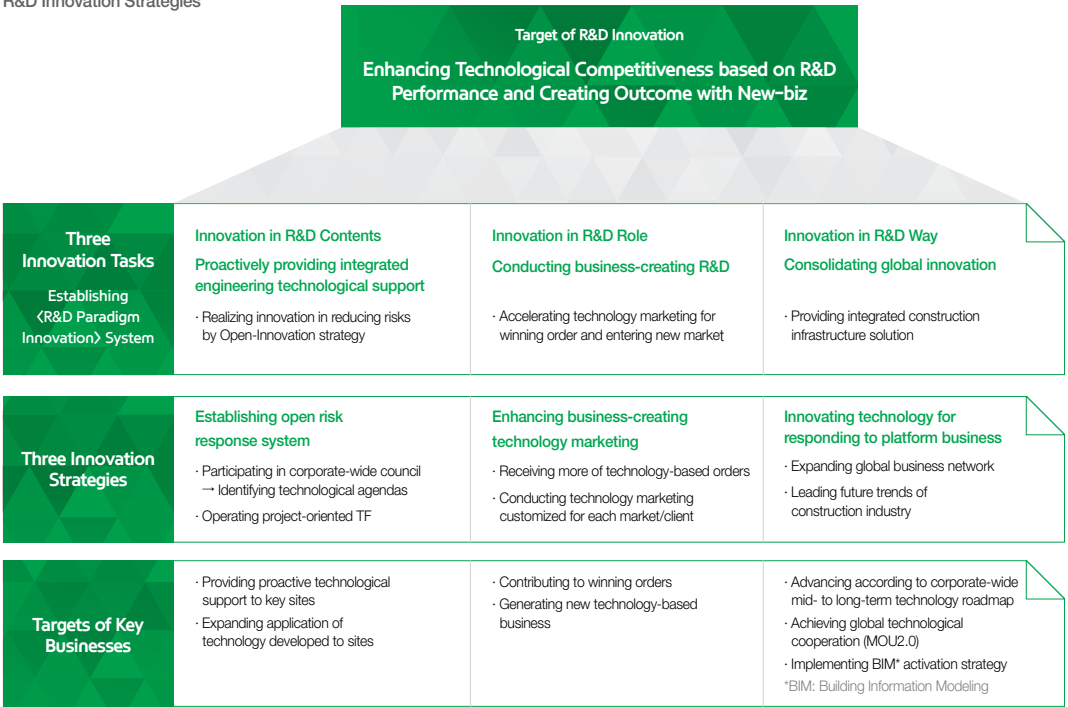 R&D Innovation Strategies
Target of R&D Innovation
Enhancing Technological Competitiveness based on R&D
Performance and Creating Outcome with New-biz
Three
Innovation Tasks
Establishing
<R&D Paradigm
Innovation> System
Innovation in R&D Contents
Proactively providing integrated
engineering technological support
· Realizing innovation in reducing risks
by Open-Innovation strategy
Innovation in R&D Role
Conducting business-creating R&D
· Accelerating technology marketing for
winning order and entering new market
Innovation in R&D Way
Consolidating global innovation
· Providing integrated construction
infrastructure solution
Three Innovation
Strategies
Establishing open risk
response system
· Participating in corporate-wide council
→ Identifying technological agendas
· Operating project-oriented TF
Enhancing business-creating
technology marketing
· Receiving more of technology-based orders
· Conducting technology marketing
customized for each market/client
Innovating technology for
responding to platform business
· Expanding global business network
· Leading future trends of
construction industry
Targets of Key
Businesses
· Providing proactive technological
support to key sites
· Expanding application of
technology developed to sites
· Contributing to winning orders
· Generating new technology-based
business
· Advancing according to corporate-wide
mid- to long-term technology roadmap
· Achieving global technological
cooperation (MOU2.0)
· Implementing BIM* activation strategy
*BIM: Building Information Modeling